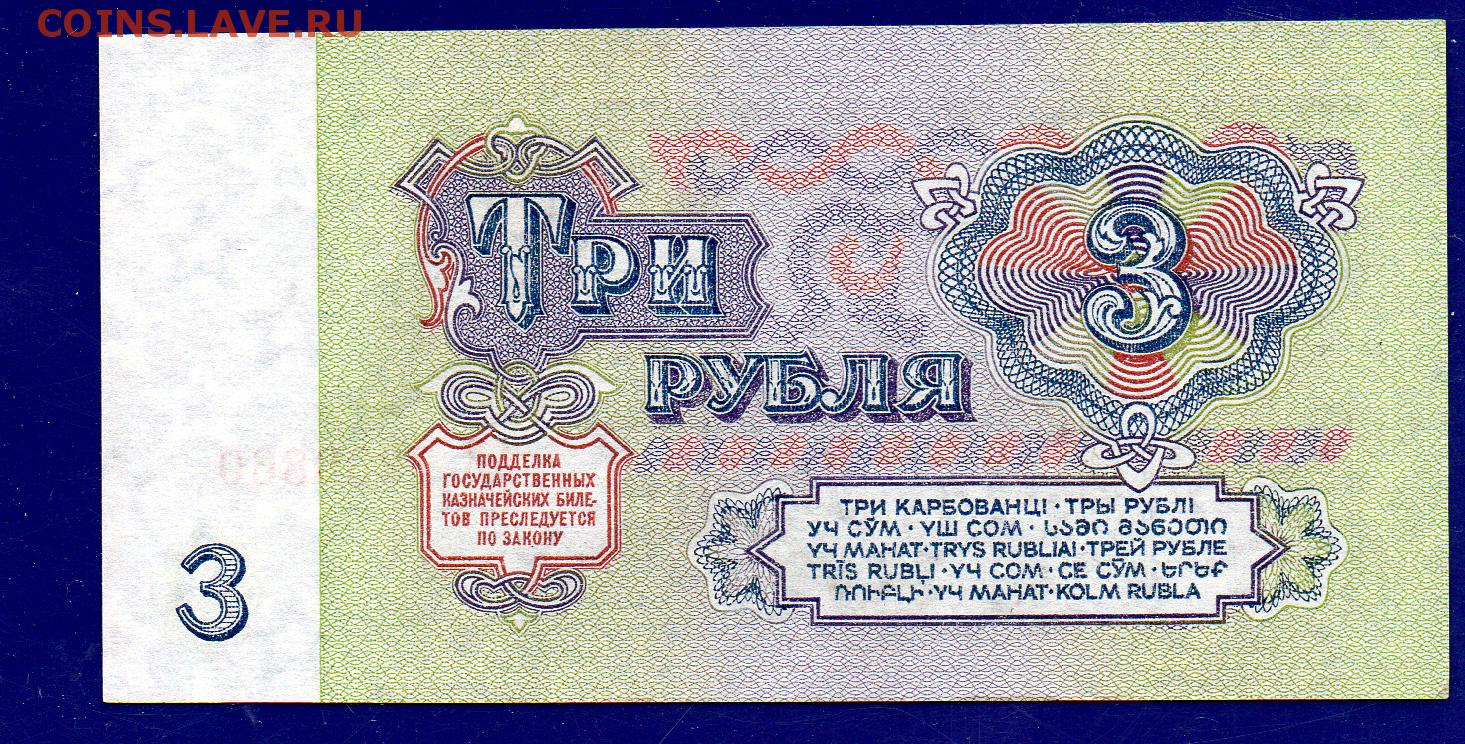 COINS.LAVE.RU
ТРИ
РУБЛЯ
3
ПОДДЕЛКА
ГОСУДАРСТВЕННЫХ
КАЗНАЧЕЙСКИХ БИЛЕ-
ТОВ ПРЕСЛЕДУЕТСЯ
ПО ЗАКОНУ
3
ТРИ КАРБОВАНЦІ · ТРЫ РУБЛІ
УЧ СЎМ · ҮШ СОМ · ᲡᲐᲛᲘ ᲛᲐᲜᲔᲗᲘ
ҮЧ МАНАТ · TRYS RUBLIAI · ТРЕЙ РУБЛЕ
TRĪS RUBĻI · ҮЧ СОМ · СЕ СӮМ · ԵՐԵՔ
ՌՈՒԲԼԻ · ҮЧ МАНАТ · KOLM RUBLA